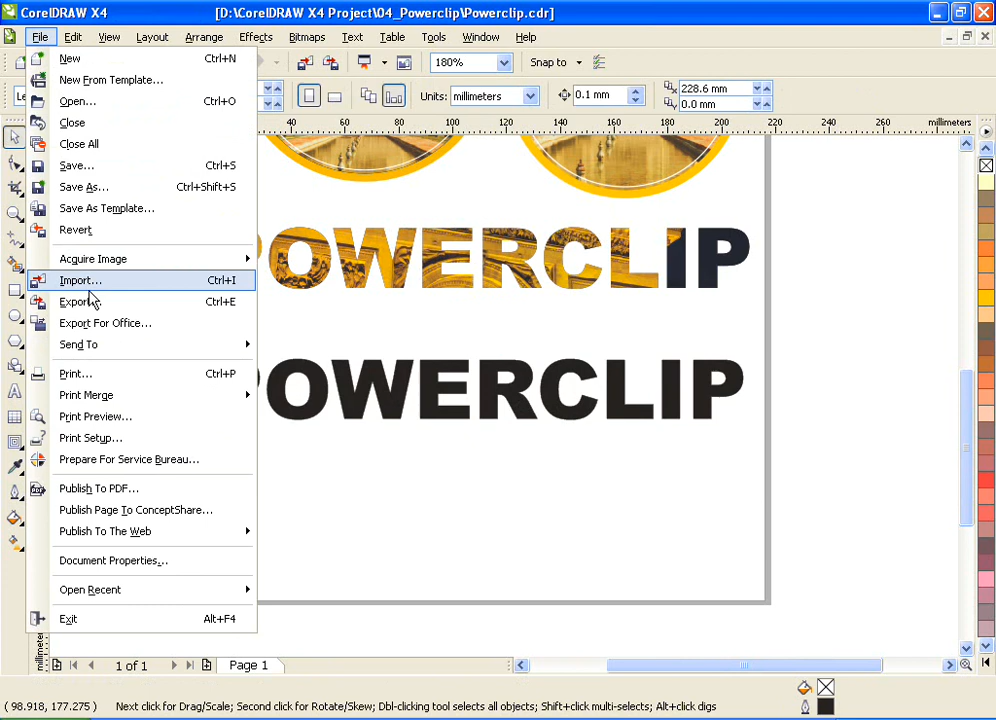 CorelDRAW X4 [D:\CorelDRAW X4 Project\04_Powerclip\Powerclip.cdr]
File Edit View Layout Arrange Effects Bitmaps Text Table Tools Window Help
180% Snap to
Le Units: millimeters 0.1 mm 228.6 mm
0.0 mm
40 60 80 100 120 140 160 180 200 220 240 260 millimeters
New Ctrl+N
New From Template...
Open... Ctrl+O
Close
Close All
Save... Ctrl+S
Save As... Ctrl+Shift+S
Save As Template...
Revert
Acquire Image
Import... Ctrl+I
Export... Ctrl+E
Export For Office...
Send To
Print... Ctrl+P
Print Merge
Print Preview...
Print Setup...
Prepare For Service Bureau...
Publish To PDF...
Publish Page To ConceptShare...
Publish To The Web
Document Properties...
Open Recent
Exit Alt+F4
POWERCLIP
POWERCLIP
millimeters
1 of 1 Page 1
( 98.918, 177.275 ) Next click for Drag/Scale; Second click for Rotate/Skew; Dbl-clicking tool selects all objects; Shift+click multi-selects; Alt+click digs